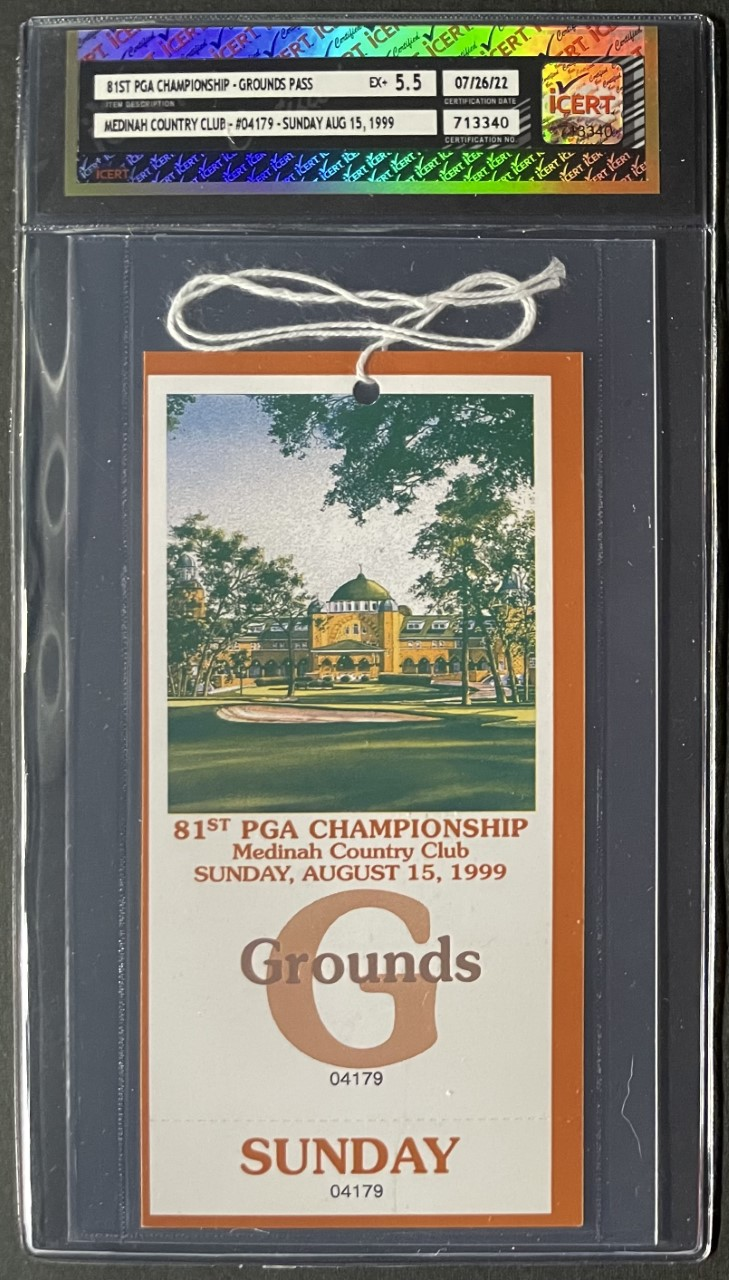 81ST PGA CHAMPIONSHIP - GROUNDS PASS EX+ 5.5 07/26/22
ITEM DESCRIPTION CERTIFICATION DATE
MEDINAH COUNTRY CLUB - #04179 - SUNDAY AUG 15, 1999 713340
CERTIFICATION NO.
iCERT
713340
iCERT
81ST PGA CHAMPIONSHIP
Medinah Country Club
SUNDAY, AUGUST 15, 1999
G
Grounds
04179
SUNDAY
04179